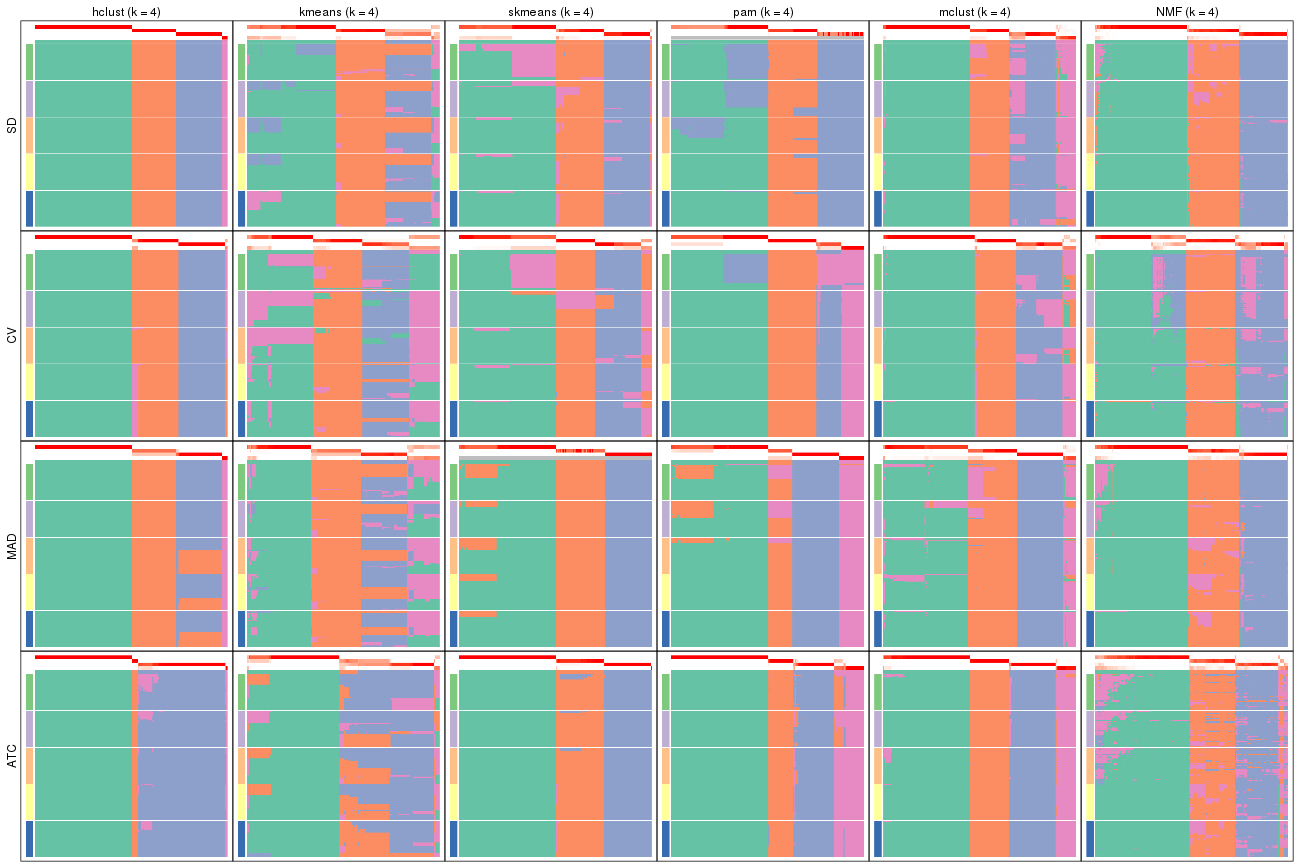 hclust (k = 4) kmeans (k = 4) skmeans (k = 4) pam (k = 4) mclust (k = 4) NMF (k = 4)
SD
CV
MAD
ATC